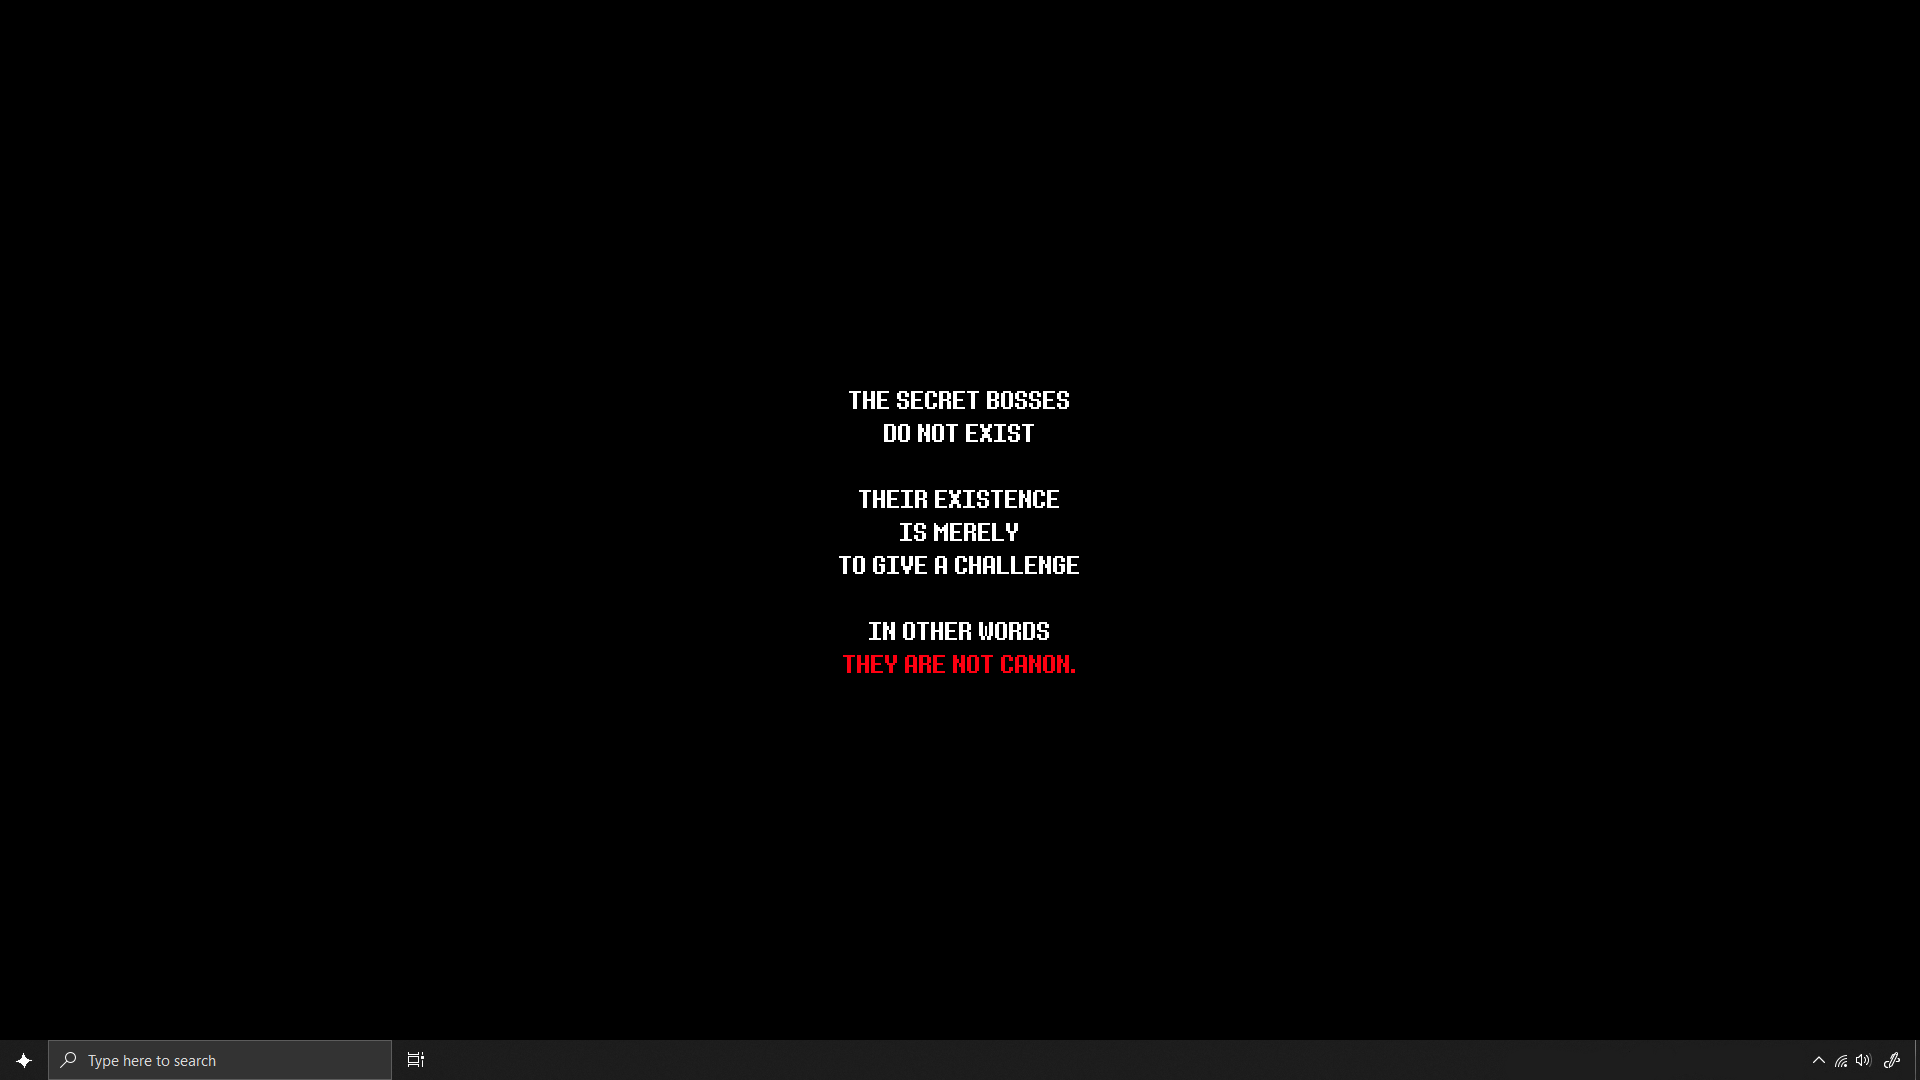 THE SECRET BOSSES
DO NOT EXIST
THEIR EXISTENCE
IS MERELY
TO GIVE A CHALLENGE
IN OTHER WORDS
THEY ARE NOT CANON.
Type here to search